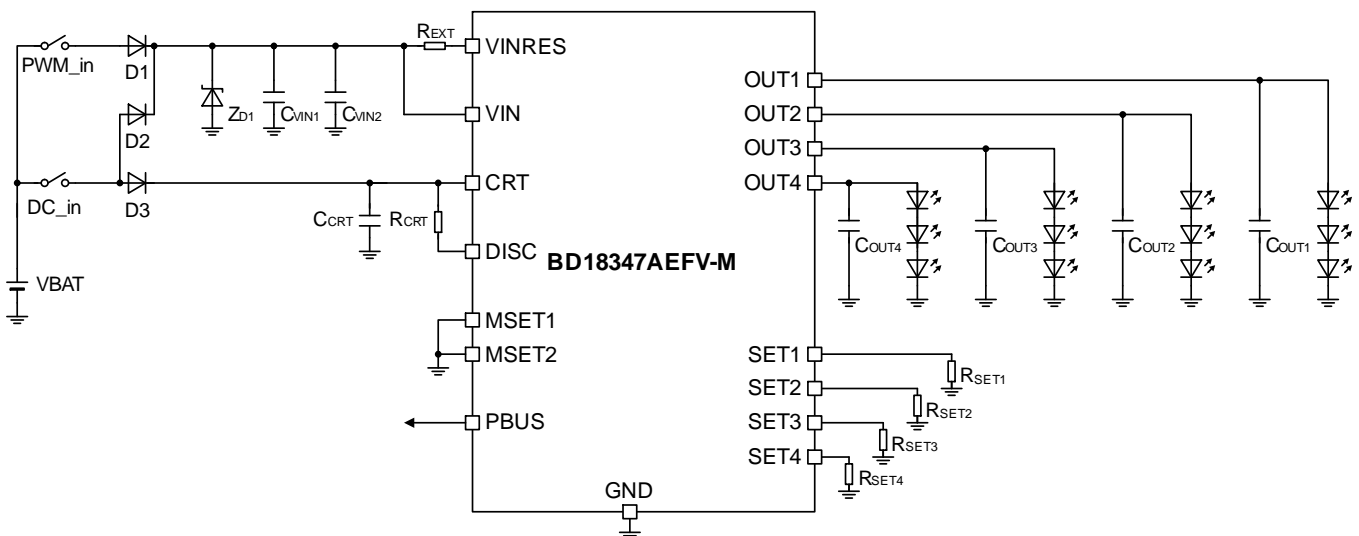 REXT
VINRES
PWM_in
D1
OUT1
D2
ZD1
CVIN1
CVIN2
VIN
OUT2
OUT3
DC_in
D3
CRT
OUT4
CCRT
RCRT
DISC
BD18347AEFV-M
COUT4
COUT3
COUT2
COUT1
VBAT
MSET1
MSET2
SET1
RSET1
SET2
RSET2
PBUS
SET3
RSET3
SET4
RSET4
GND